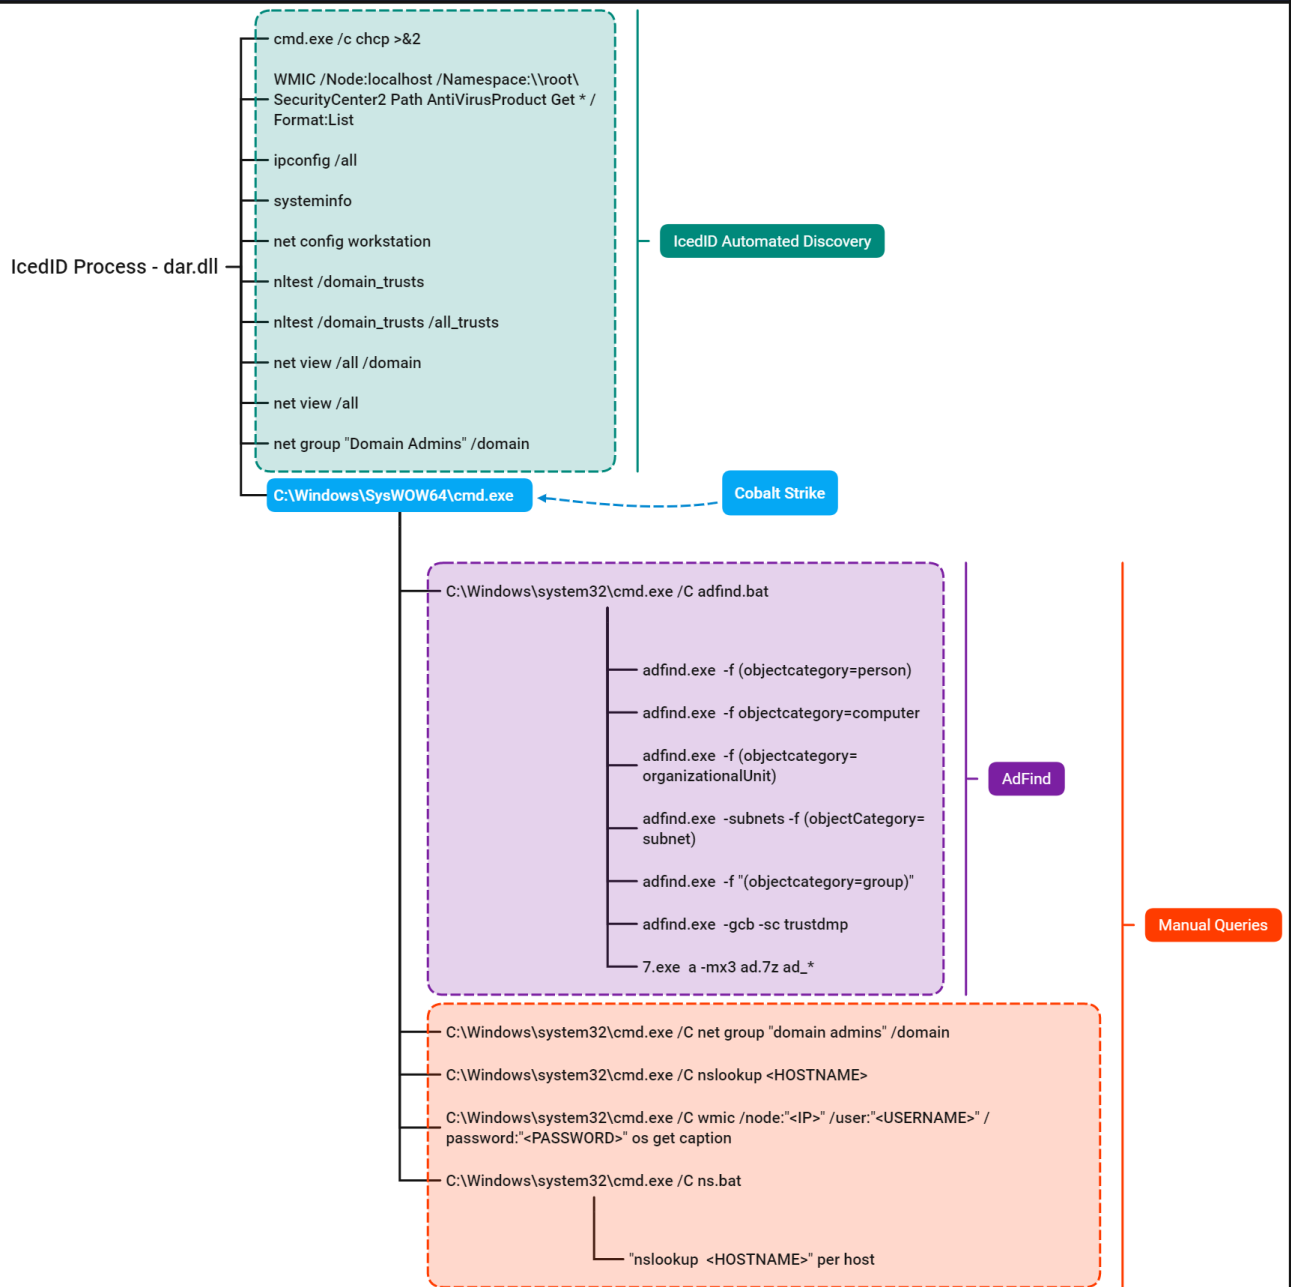 cmd.exe /c chcp >&2
WMIC /Node:localhost /Namespace:\\root\
SecurityCenter2 Path AntiVirusProduct Get * /
Format:List
ipconfig /all
systeminfo
net config workstation
IcedID Automated Discovery
IcedID Process - dar.dll
nltest /domain_trusts
nltest /domain_trusts /all_trusts
net view /all /domain
net view /all
net group "Domain Admins" /domain
C:\Windows\SysWOW64\cmd.exe
Cobalt Strike
C:\Windows\system32\cmd.exe /C adfind.bat
adfind.exe  -f (objectcategory=person)
adfind.exe  -f objectcategory=computer
adfind.exe  -f (objectcategory=
organizationalUnit)
AdFind
adfind.exe  -subnets -f (objectCategory=
subnet)
adfind.exe  -f "(objectcategory=group)"
adfind.exe  -gcb -sc trustdmp
Manual Queries
7.exe  a -mx3 ad.7z ad_*
C:\Windows\system32\cmd.exe /C net group "domain admins" /domain
C:\Windows\system32\cmd.exe /C nslookup <HOSTNAME>
C:\Windows\system32\cmd.exe /C wmic /node:"<IP>" /user:"<USERNAME>" /
password:"<PASSWORD>" os get caption
C:\Windows\system32\cmd.exe /C ns.bat
"nslookup  <HOSTNAME>" per host